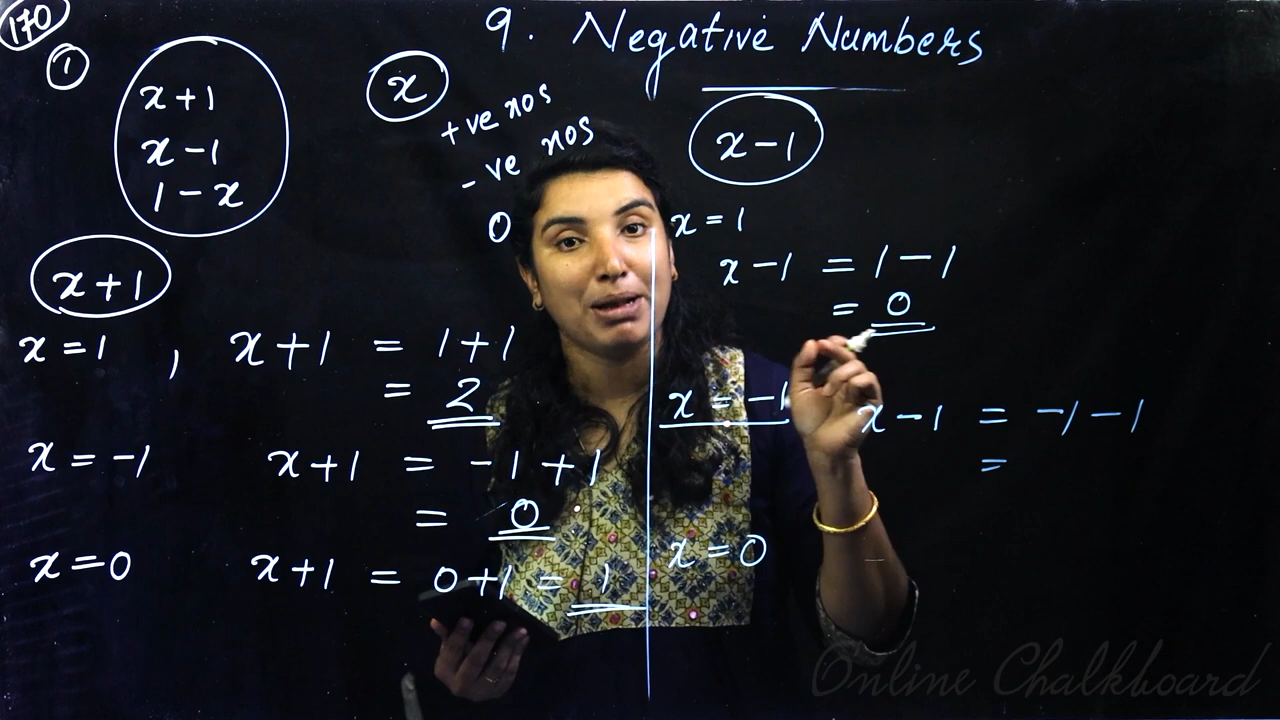 170
9. Negative Numbers
1
x+1
x-1
1-x
x
+ve nos
-ve nos
0
x+1
x=1 , x+1 = 1+1
= 2
x=-1 x+1 = -1+1
= 0
x=0 x+1 = 0+1 = 1
x-1
x=1
x-1 = 1-1
= 0
x=-1 x-1 = -1-1
=
x=0
Online Chalkboard